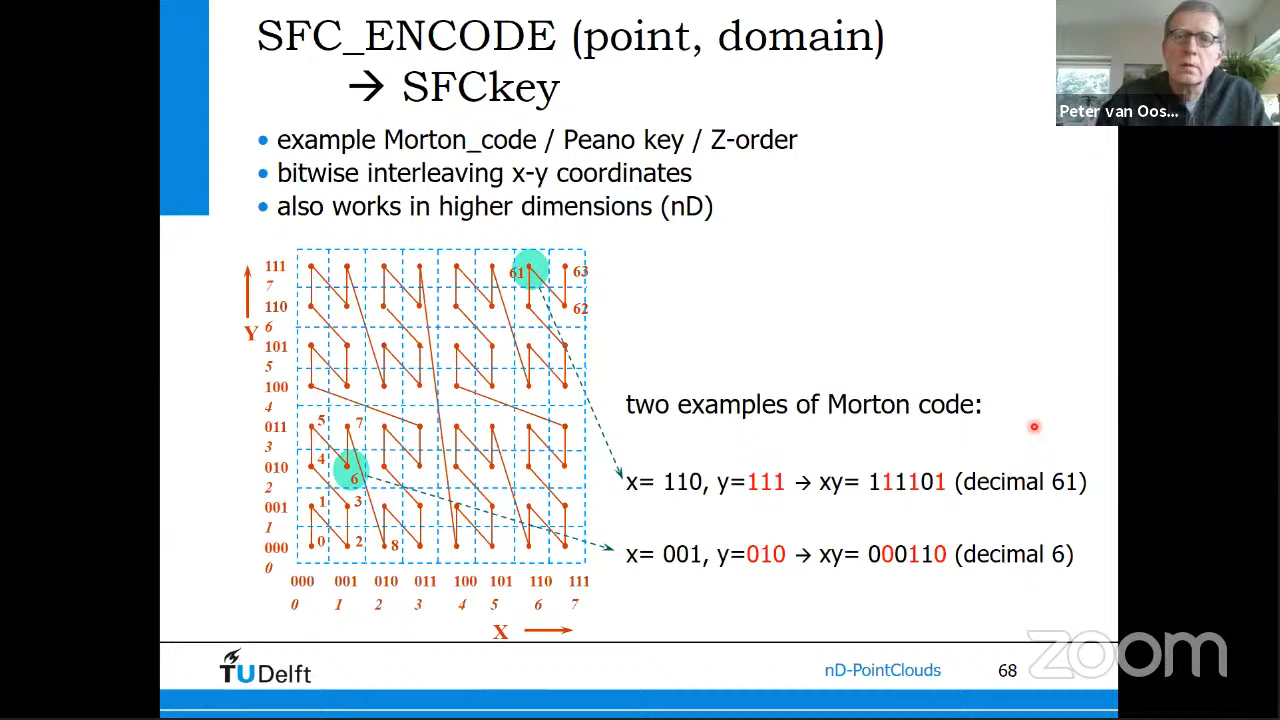 SFC_ENCODE (point, domain)
→ SFCkey
Peter van Oos...
• example Morton_code / Peano key / Z-order
• bitwise interleaving x-y coordinates
• also works in higher dimensions (nD)
111
7
110
6
101
5
100
4
011
3
010
2
001
1
000
0
Y
61 63
62
5 7
4 6
1 3
0 2 8
000 001 010 011 100 101 110 111
0 1 2 3 4 5 6 7
X
two examples of Morton code:
x= 110, y=111 → xy= 111101 (decimal 61)
x= 001, y=010 → xy= 000110 (decimal 6)
TUDelft
nD-PointClouds
68
zoom